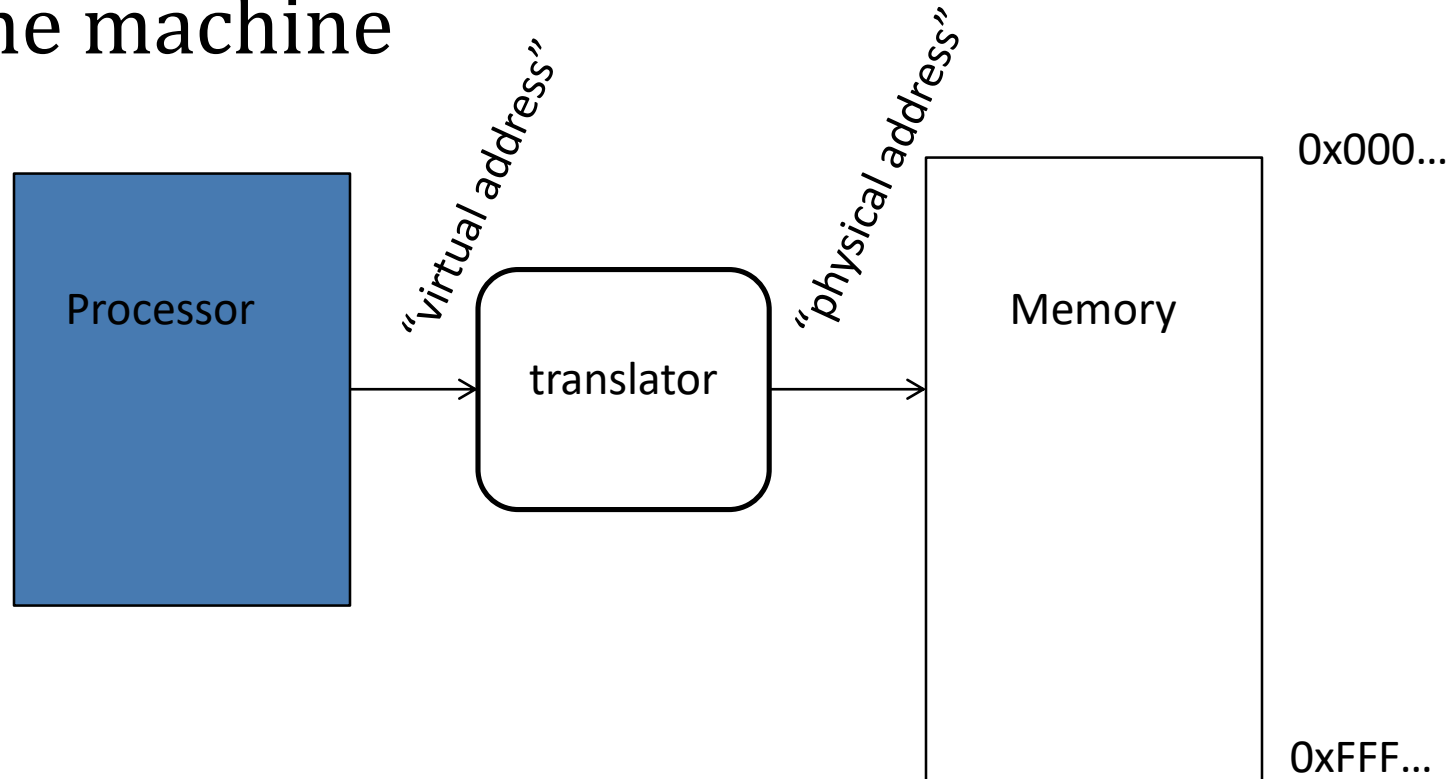 ne machine
“virtual address”
“physical address”
0x000…
Processor
translator
Memory
0xFFF…